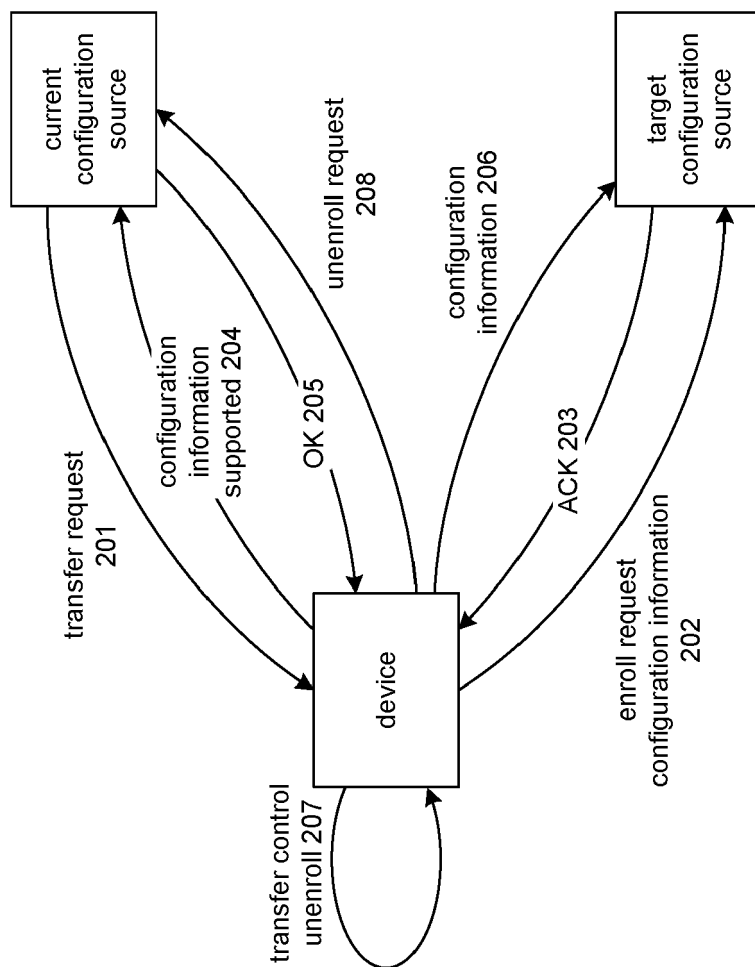 current
configuration
source
transfer request
201
configuration
information
supported 204
OK 205
unenroll request
208
device
transfer control
unenroll 207
configuration
information 206
ACK 203
enroll request
configuration information
202
target
configuration
source